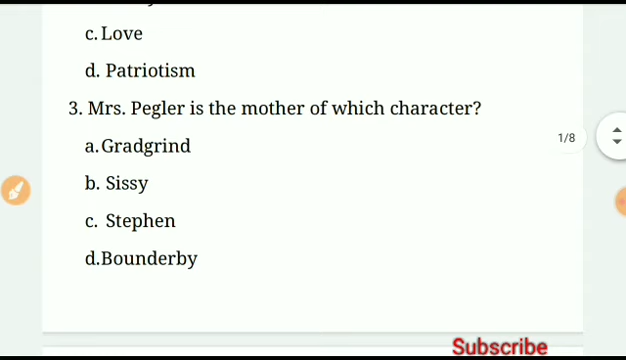 c. Love
d. Patriotism
3. Mrs. Pegler is the mother of which character?
a. Gradgrind
1/8
b. Sissy
c. Stephen
d.Bounderby
Subscribe